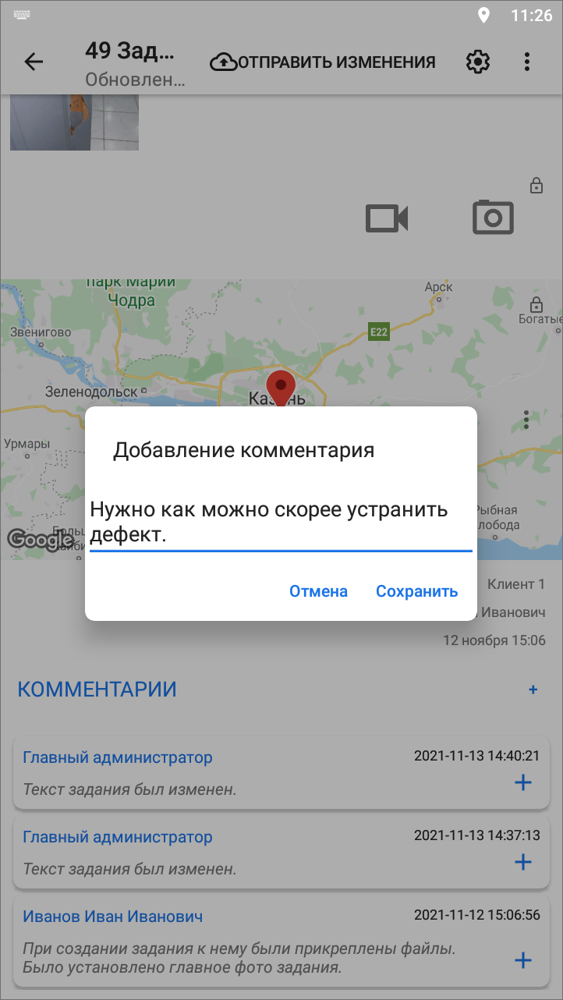 11:26
49 Зад...
ОТПРАВИТЬ ИЗМЕНЕНИЯ
Обновлен...
парк Марий
Чодра
Арск
Богатые
Звенигово
E22
Зеленодольск
Казань
Урмары
Добавление комментария
Нужно как можно скорее устранить
дефект.
Рыбная
лобода
Google
Отмена
Сохранить
Клиент 1
Иванович
12 ноября 15:06
КОММЕНТАРИИ
+
Главный администратор
2021-11-13 14:40:21
Текст задания был изменен.
Главный администратор
2021-11-13 14:37:13
Текст задания был изменен.
Иванов Иван Иванович
2021-11-12 15:06:56
При создании задания к нему были прикреплены файлы.
Было установлено главное фото задания.